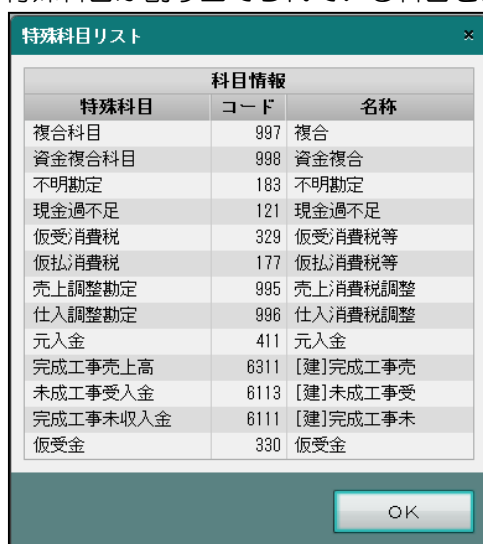 特殊科目リスト ×
科目情報
特殊科目 コード 名称
複合科目 997 複合
資金複合科目 998 資金複合
不明勘定 183 不明勘定
現金過不足 121 現金過不足
仮受消費税 329 仮受消費税等
仮払消費税 177 仮払消費税等
売上調整勘定 995 売上消費税調整
仕入調整勘定 996 仕入消費税調整
元入金 411 元入金
完成工事売上高 6311 [建]完成工事売
未成工事受入金 6113 [建]未成工事受
完成工事未収入金 6111 [建]完成工事未
仮受金 330 仮受金
OK